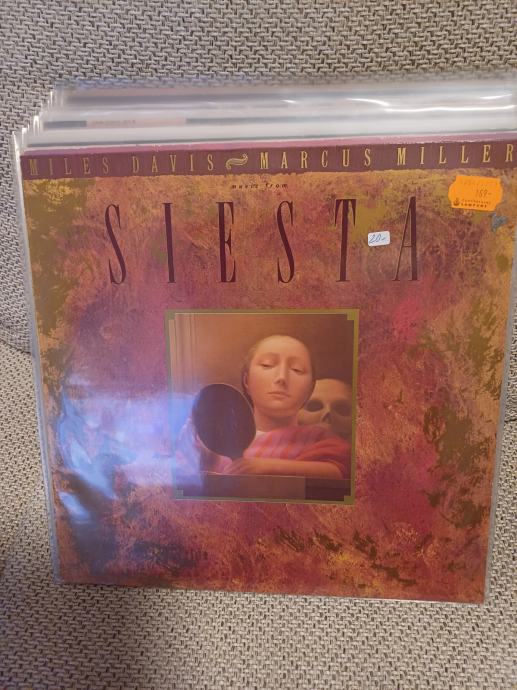 MILES DAVIS ~ MARCUS MILLER
music from
SIESTA
20.-